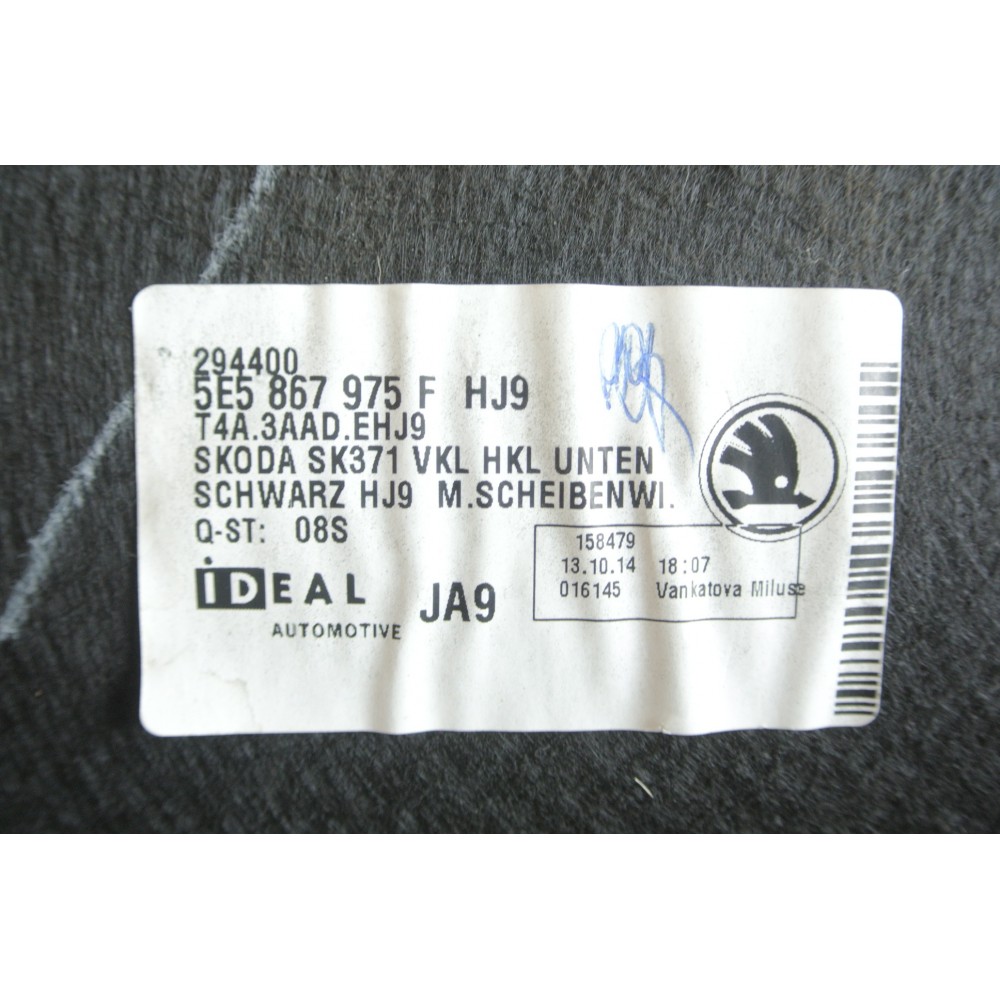 294400
5E5 867 975 F HJ9
T4A.3AAD.EHJ9
SKODA SK371 VKL HKL UNTEN
SCHWARZ HJ9 M.SCHEIBENWI.
Q-ST: 08S
iDEAL
AUTOMOTIVE
JA9
158479
13.10.14 18:07
016145 Vankatova Miluse